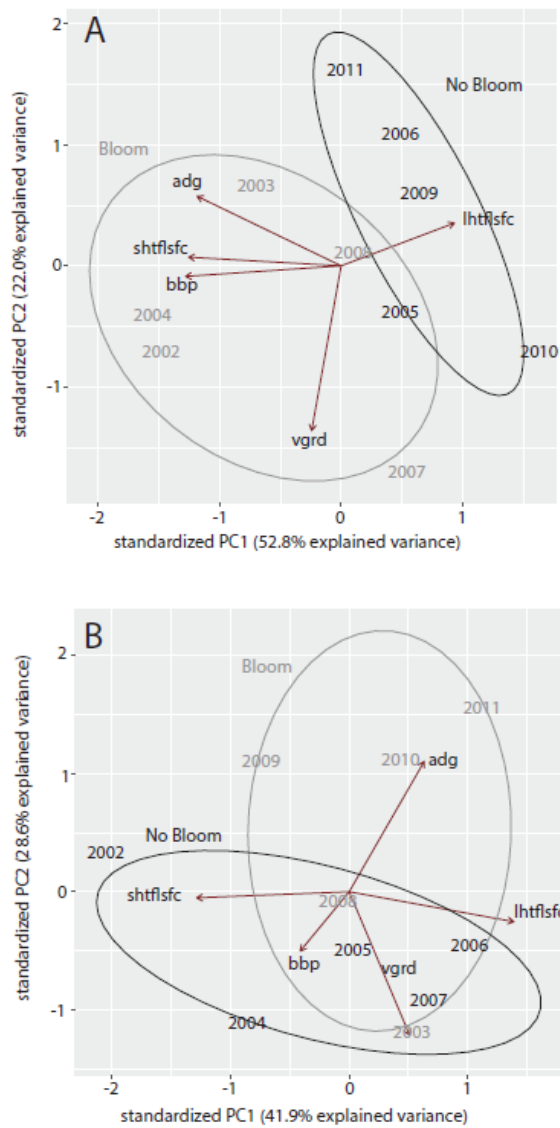 A
2
2011
No Bloom
2006
1
Bloom
adg
2003
2009
lhtflsfc
shtflsfc
2008
0
bbp
2004
2005
2002
2010
-1
vgrd
2007
-2
-1
0
1
standardized PC1 (52.8% explained variance)
standardized PC2 (22.0% explained variance)
B
2
Bloom
2011
2009
2010
adg
1
No Bloom
2002
0
shtflsfc
2008
lhtflsfc
2005
2006
bbp
vgrd
2007
2004
2003
-1
-2
-1
0
1
standardized PC1 (41.9% explained variance)
standardized PC2 (28.6% explained variance)